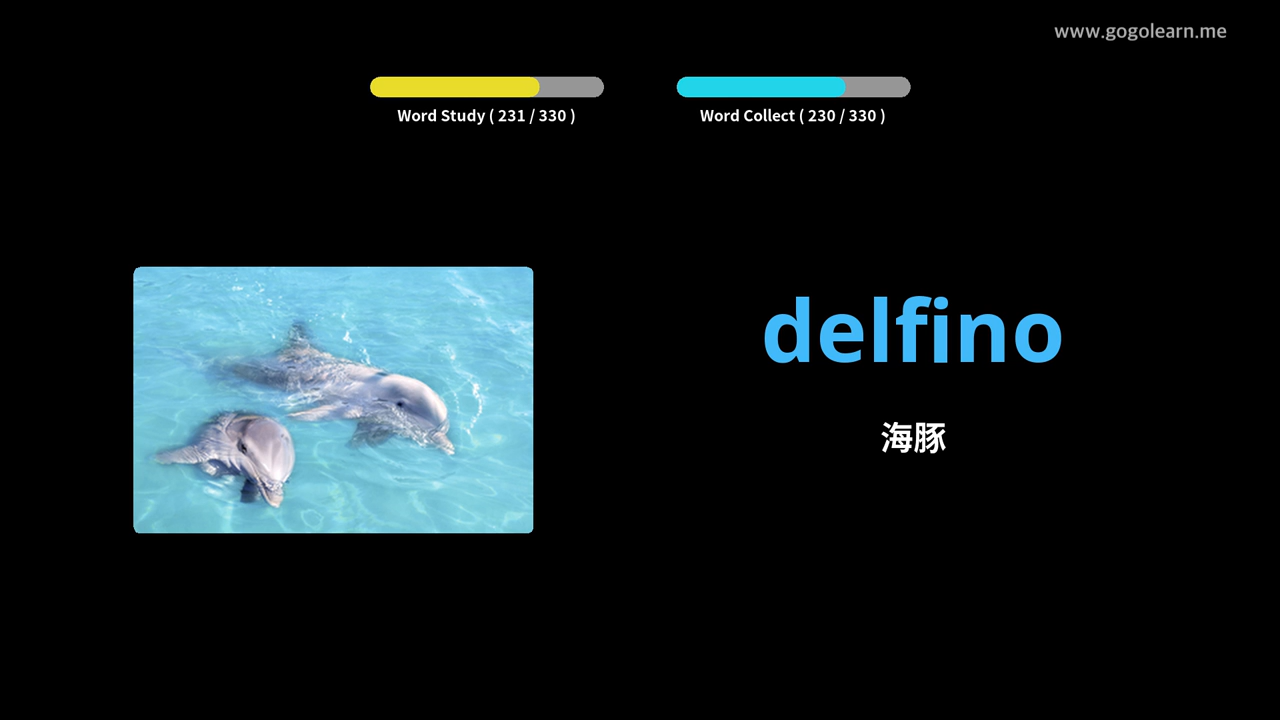 www.gogolearn.me
Word Study ( 231 / 330 )
Word Collect ( 230 / 330 )
delfino
海豚